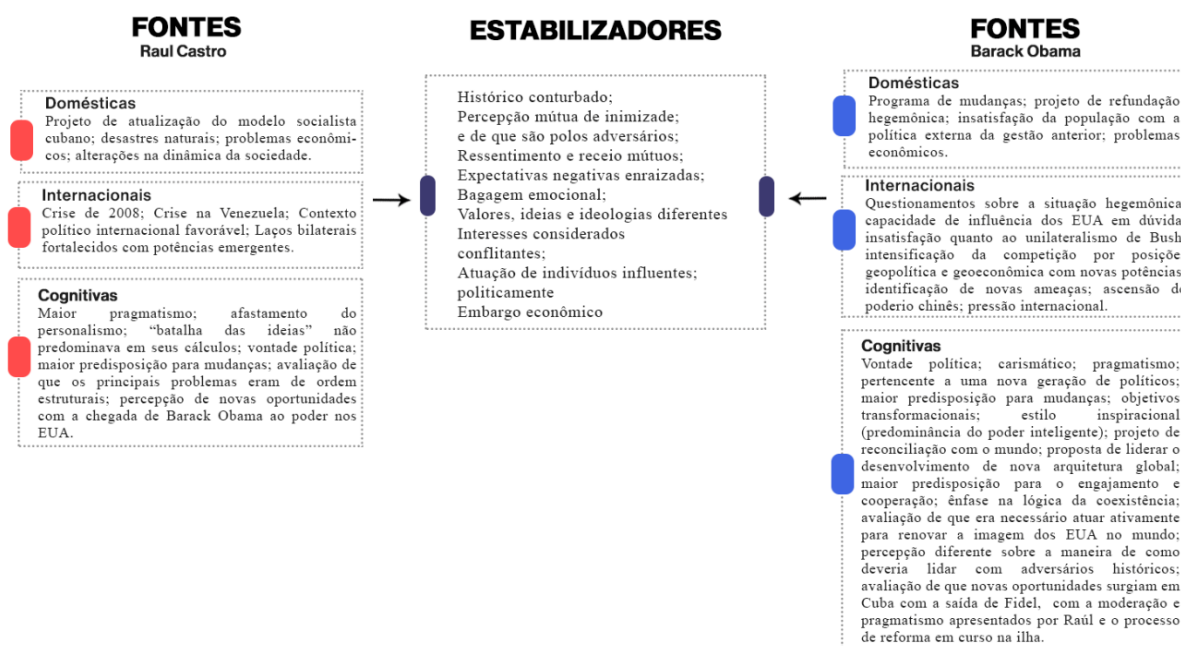 FONTES
Raul Castro
Domésticas
Projeto de atualização do modelo socialista
cubano; desastres naturais; problemas econômi-
cos; alterações na dinâmica da sociedade.
Internacionais
Crise de 2008; Crise na Venezuela; Contexto
político internacional favorável; Laços bilaterais
fortalecidos com potências emergentes.
Cognitivas
Maior pragmatismo; afastamento do
personalismo; “batalha das ideias” não
predominava em seus cálculos; vontade política;
maior predisposição para mudanças; avaliação de
que os principais problemas eram de ordem
estruturais; percepção de novas oportunidades
com a chegada de Barack Obama ao poder nos
EUA.
ESTABILIZADORES
Histórico conturbado;
Percepção mútua de inimizade;
e de que são polos adversários;
Ressentimento e receio mútuos;
Expectativas negativas enraizadas;
Bagagem emocional;
Valores, ideias e ideologias diferentes
Interesses considerados
conflitantes;
Atuação de indivíduos influentes;
politicamente
Embargo econômico
FONTES
Barack Obama
Domésticas
Programa de mudanças; projeto de refundação
hegemônica; insatisfação da população com a
política externa da gestão anterior; problemas
econômicos.
Internacionais
Questionamentos sobre a situação hegemônica
capacidade de influência dos EUA em dúvida
insatisfação quanto ao unilateralismo de Bush
intensificação da competição por posiçõe
geopolítica e geoeconômica com novas potências
identificação de novas ameaças; ascensão do
poderio chinês; pressão internacional.
Cognitivas
Vontade política; carismático; pragmatismo;
pertencente a uma nova geração de políticos;
maior predisposição para mudanças; objetivos
transformacionais; estilo inspiracional
(predominância do poder inteligente); projeto de
reconciliação com o mundo; proposta de liderar o
desenvolvimento de nova arquitetura global;
maior predisposição para o engajamento e
cooperação; ênfase na lógica da coexistência;
avaliação de que era necessário atuar ativamente
para renovar a imagem dos EUA no mundo;
percepção diferente sobre a maneira de como
deveria lidar com adversários históricos;
avaliação de que novas oportunidades surgiam em
Cuba com a saída de Fidel, com a moderação e
pragmatismo apresentados por Raúl e o processo
de reforma em curso na ilha.